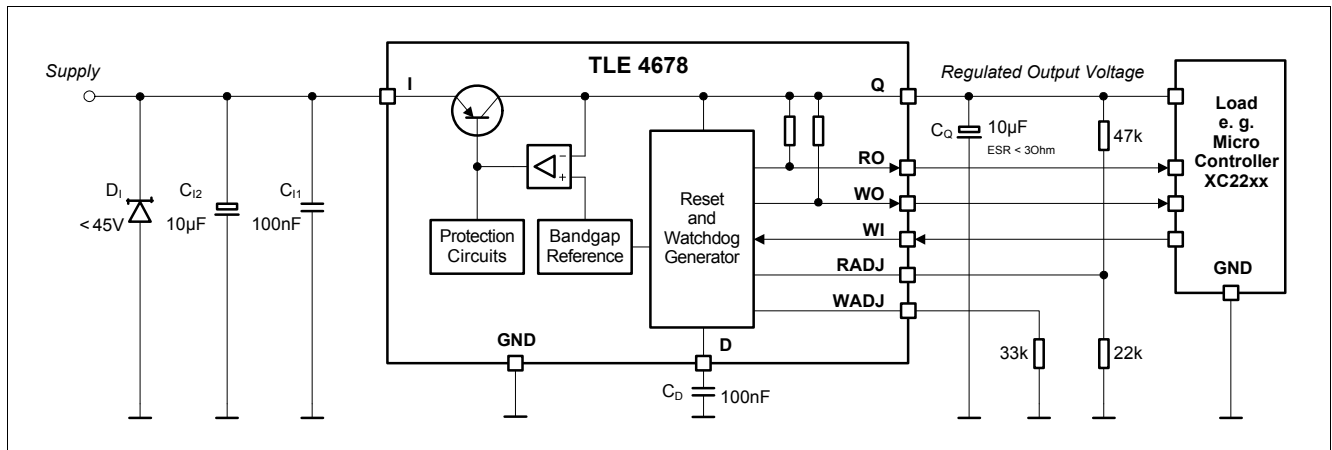 TLE 4678
Supply
I
Q
Regulated Output Voltage
Load
e. g.
Micro
Controller
XC22xx
CQ
10µF
ESR < 3Ohm
47k
RO
WO
WI
RADJ
WADJ
DI
< 45V
CI2
10µF
CI1
100nF
-
+
Protection
Circuits
Bandgap
Reference
Reset
and
Watchdog
Generator
GND
GND
D
33k
22k
CD
100nF